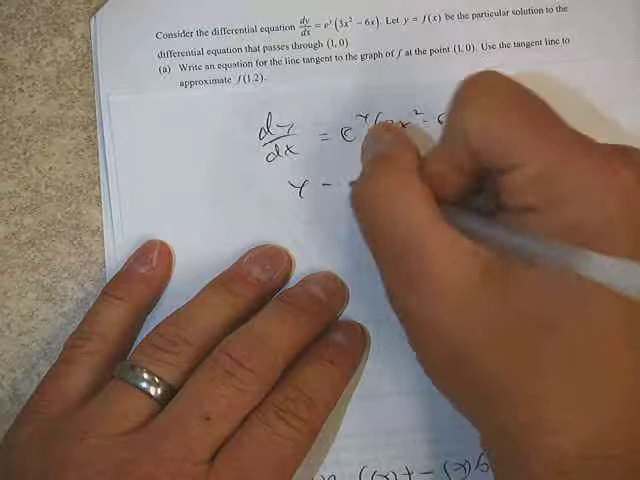 Consider the differential equation dy/dx = e^y (3x² − 6x). Let y = f(x) be the particular solution to the
differential equation that passes through (1, 0).
(a) Write an equation for the line tangent to the graph of f at the point (1, 0). Use the tangent line to
approximate f(1.2).
dy/dx = e^y(3x² -
y -